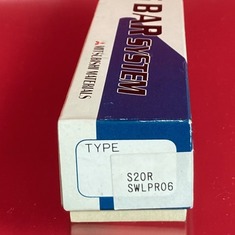 BAR SYSTEM
MITSUBISHI MATERIALS
TYPE
S20R
SWLPR06